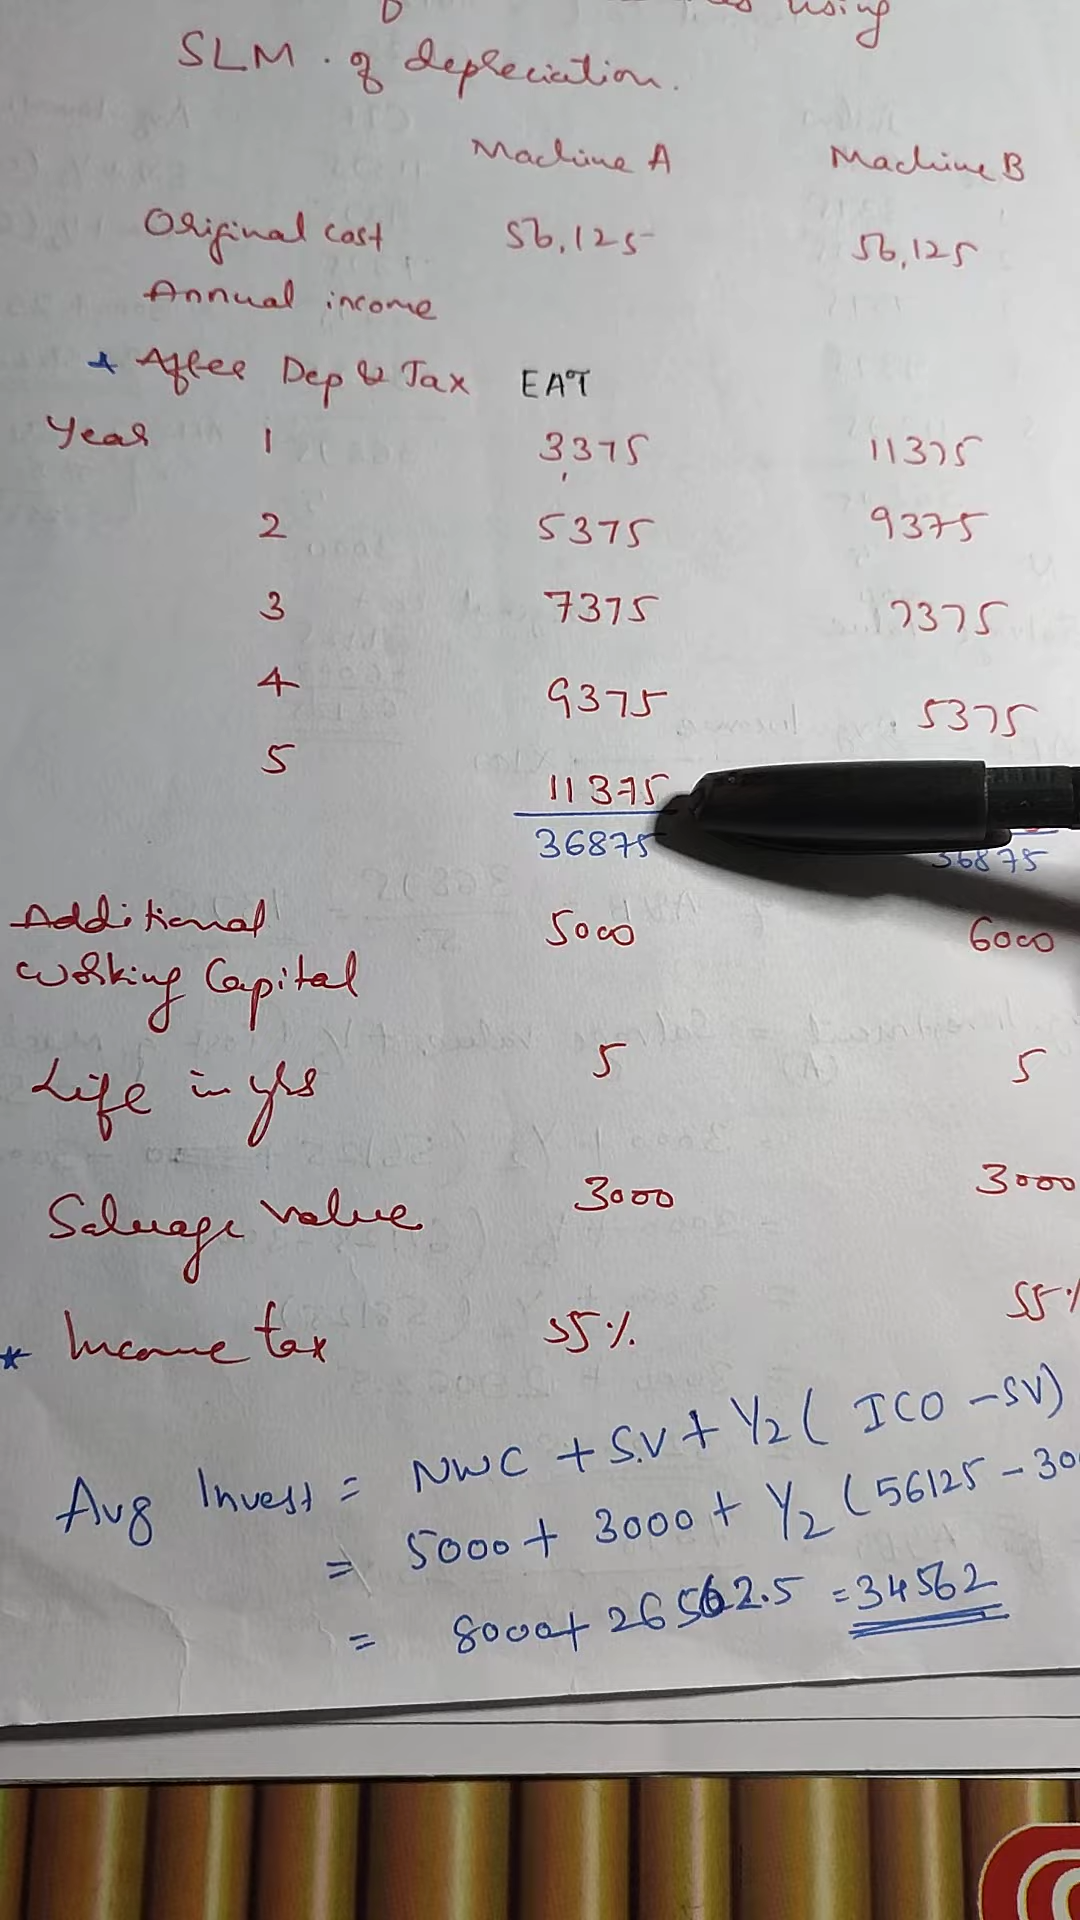 using
SLM. of depreciation.
Machine A Machine B
Original cost 56,125 56,125
Annual income
* After Dep & Tax EAT
Year 1 3375 11375
2 5375 9375
3 7375 7375
4 9375 5375
5 11375
36875 36875
Additional 5000 6000
Working Capital
Life in yrs 5 5
Salvage value 3000 3000
* Income tax 55% 55%
Avg Invest = NWC + S.V + 1/2 ( ICO - SV)
= 5000 + 3000 + 1/2 (56125 - 30
= 8000 + 26562.5 = 34562